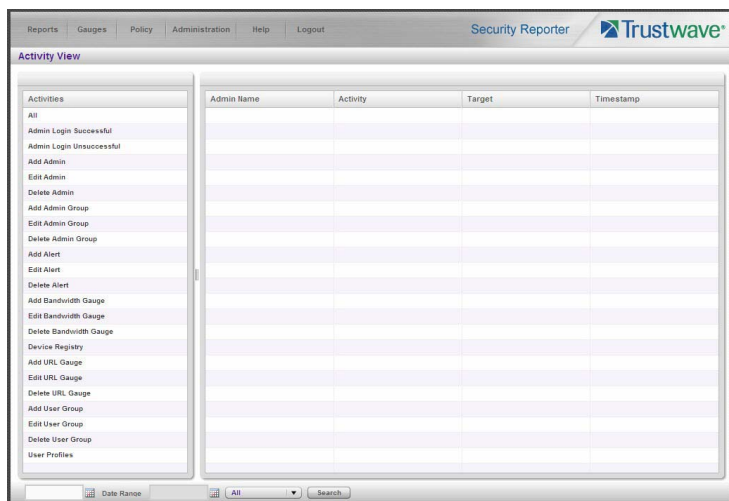 Reports Gauges Policy Administration Help Logout
Security Reporter
Trustwave®
Activity View
Activities
All
Admin Login Successful
Admin Login Unsuccessful
Add Admin
Edit Admin
Delete Admin
Add Admin Group
Edit Admin Group
Delete Admin Group
Add Alert
Edit Alert
Delete Alert
Add Bandwidth Gauge
Edit Bandwidth Gauge
Delete Bandwidth Gauge
Device Registry
Add URL Gauge
Edit URL Gauge
Delete URL Gauge
Add User Group
Edit User Group
Delete User Group
User Profiles
Admin Name Activity Target Timestamp
Date Range All Search